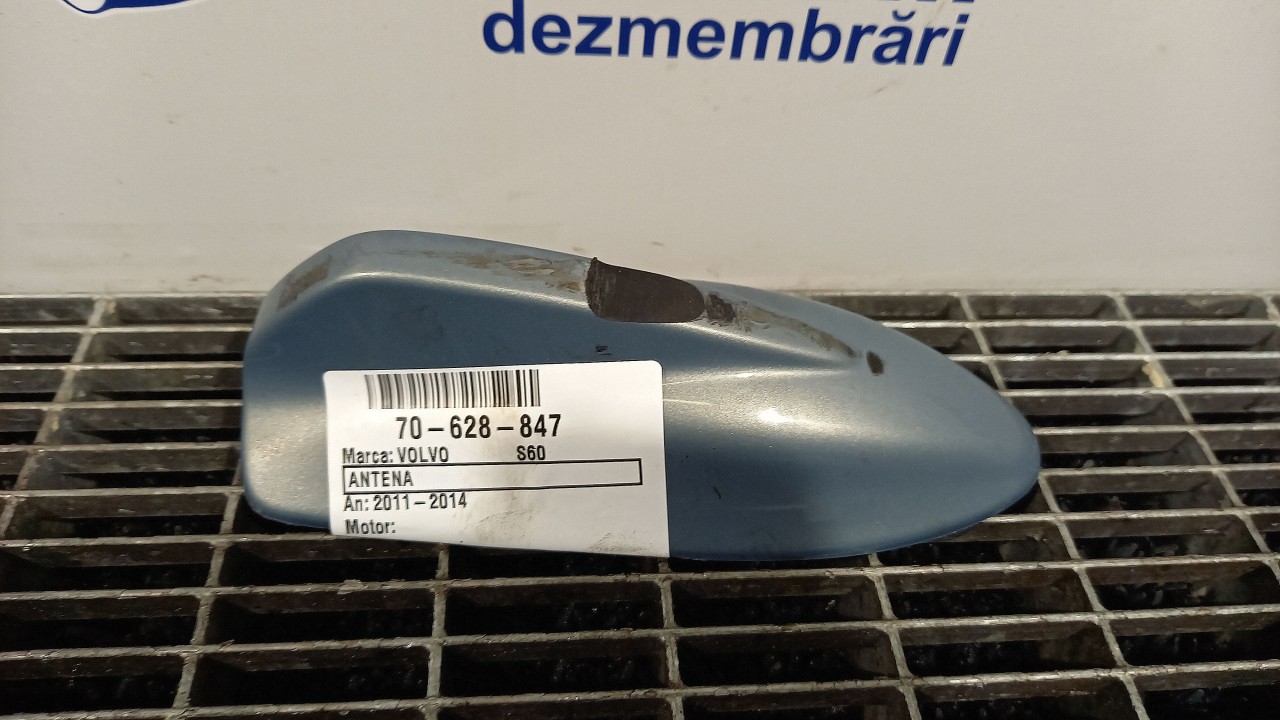 dezmembrări
70-628-847
Marca: VOLVO S60
ANTENA
An: 2011-2014
Motor: